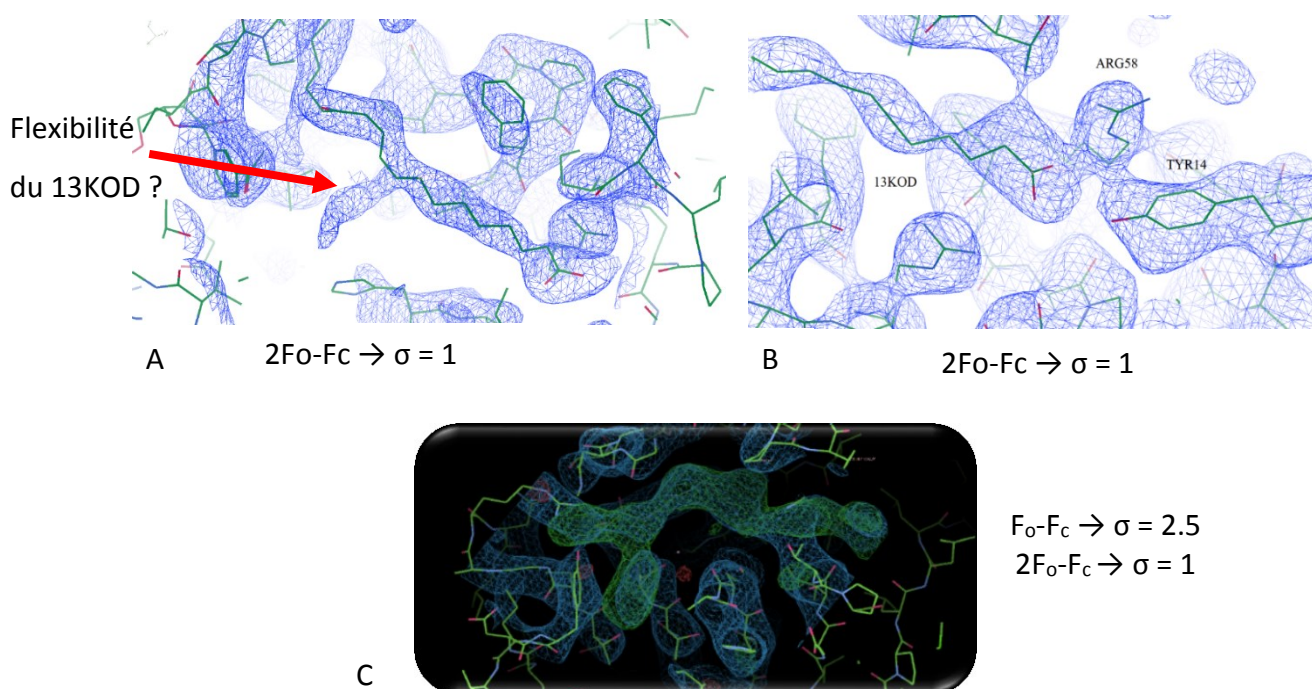 Flexibilité
du 13KOD ?
ARG58
TYR14
13KOD
A
2Fo-Fc → σ = 1
B
2Fo-Fc → σ = 1
Fo-Fc → σ = 2.5
2Fo-Fc → σ = 1
C